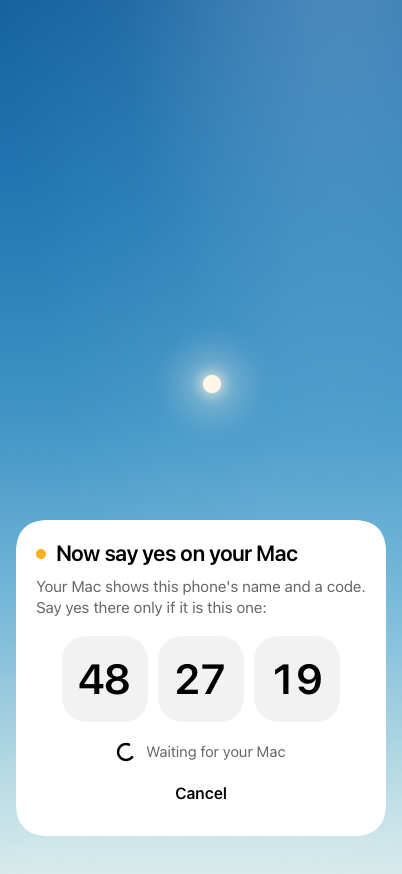 Now say yes on your Mac
Your Mac shows this phone's name and a code.
Say yes there only if it is this one:
48 27 19
Waiting for your Mac
Cancel